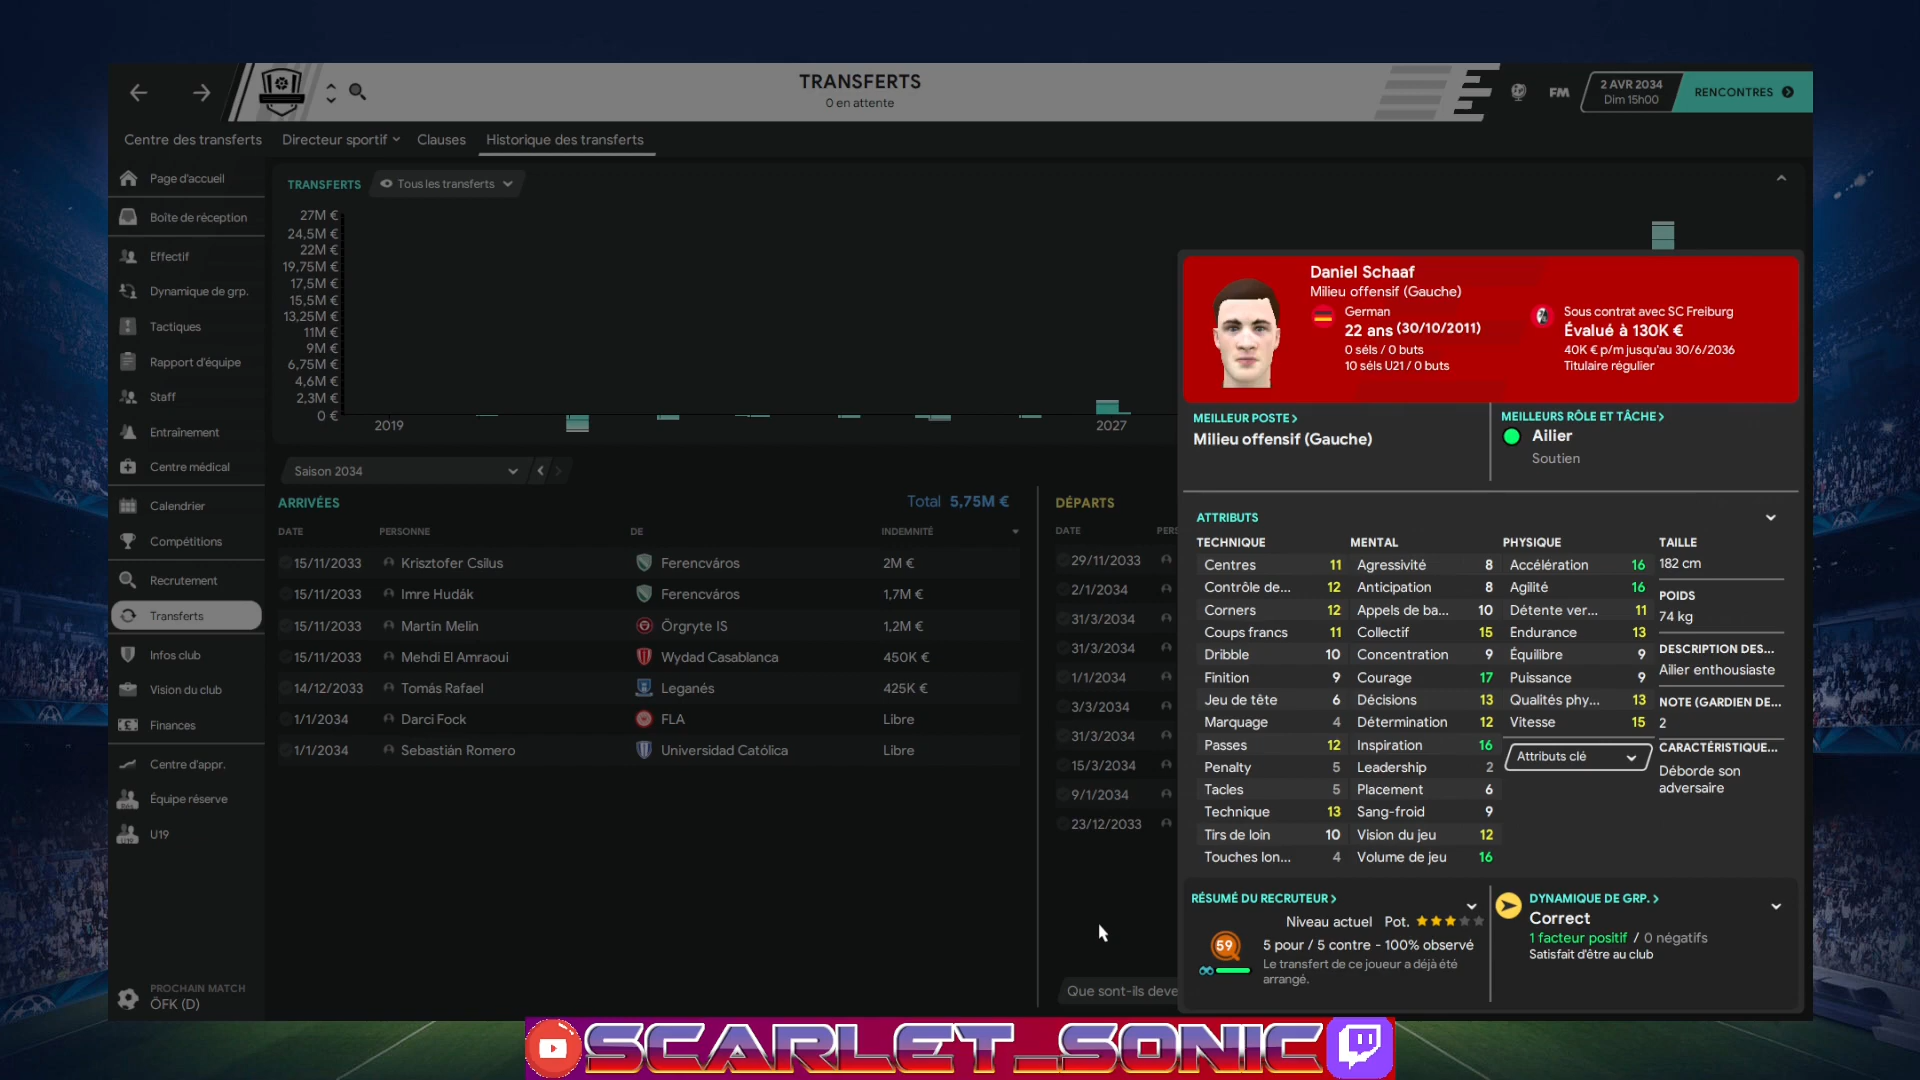 TRANSFERTS
0 en attente
FM
2 AVR 2034
Dim 15h00
RENCONTRES
Centre des transferts
Directeur sportif
Clauses
Historique des transferts
Page d'accueil
Boîte de réception
Effectif
Dynamique de grp.
Tactiques
Rapport d'équipe
Staff
Entraînement
Centre médical
Calendrier
Compétitions
Recrutement
Transferts
Infos club
Vision du club
Finances
Centre d'appr.
Équipe réserve
U19
PROCHAIN MATCH
ÖFK (D)
TRANSFERTS
Tous les transferts
27M €
24,5M €
22M €
19,75M €
17,5M €
15,5M €
13,25M €
11M €
9M €
6,75M €
4,6M €
2,3M €
0 €
2019
2027
Saison 2034
ARRIVÉES
Total 5,75M €
DATE PERSONNE DE INDEMNITÉ
15/11/2033 Krisztofer Csilus Ferencváros 2M €
15/11/2033 Imre Hudák Ferencváros 1,7M €
15/11/2033 Martin Melin Örgryte IS 1,2M €
15/11/2033 Mehdi El Amraoui Wydad Casablanca 450K €
14/12/2033 Tomás Rafael Leganés 425K €
1/1/2034 Darci Fock FLA Libre
1/1/2034 Sebastián Romero Universidad Católica Libre
DÉPARTS
DATE PERS
29/11/2033
2/1/2034
31/3/2034
31/3/2034
1/1/2034
3/3/2034
31/3/2034
15/3/2034
9/1/2034
23/12/2033
Que sont-ils deve
Daniel Schaaf
Milieu offensif (Gauche)
German
22 ans (30/10/2011)
0 séls / 0 buts
10 séls U21 / 0 buts
Sous contrat avec SC Freiburg
Évalué à 130K €
40K € p/m jusqu'au 30/6/2036
Titulaire régulier
MEILLEUR POSTE >
Milieu offensif (Gauche)
MEILLEURS RÔLE ET TÂCHE >
Ailier
Soutien
ATTRIBUTS
TECHNIQUE
Centres 11
Contrôle de... 12
Corners 12
Coups francs 11
Dribble 10
Finition 9
Jeu de tête 6
Marquage 4
Passes 12
Penalty 5
Tacles 5
Technique 13
Tirs de loin 10
Touches lon... 4
MENTAL
Agressivité 8
Anticipation 8
Appels de ba... 10
Collectif 15
Concentration 9
Courage 17
Décisions 13
Détermination 12
Inspiration 16
Leadership 2
Placement 6
Sang-froid 9
Vision du jeu 12
Volume de jeu 16
PHYSIQUE
Accélération 16
Agilité 16
Détente ver... 11
Endurance 13
Équilibre 9
Puissance 9
Qualités phy... 13
Vitesse 15
Attributs clé
TAILLE
182 cm
POIDS
74 kg
DESCRIPTION DES...
Ailier enthousiaste
NOTE (GARDIEN DE...
2
CARACTÉRISTIQUE...
Déborde son
adversaire
RÉSUMÉ DU RECRUTEUR >
Niveau actuel Pot.
59
5 pour / 5 contre - 100% observé
Le transfert de ce joueur a déjà été
arrangé.
DYNAMIQUE DE GRP. >
Correct
1 facteur positif / 0 négatifs
Satisfait d'être au club
SCARLET_SONIC